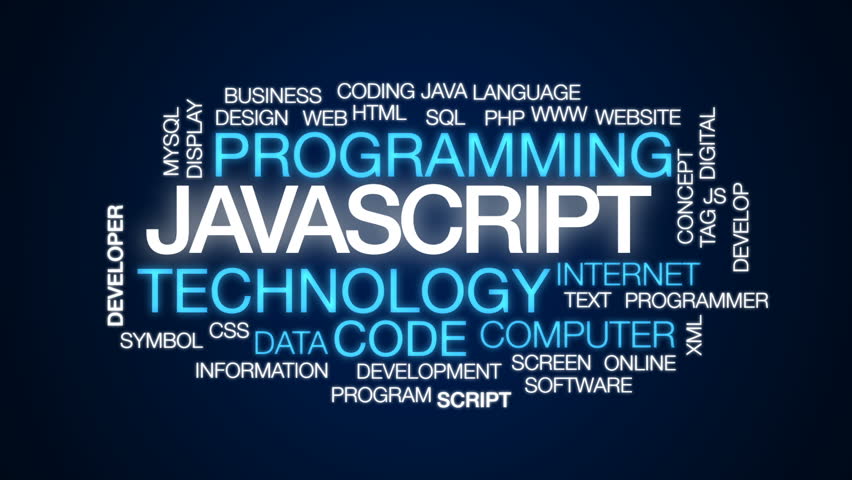 BUSINESS CODING JAVA LANGUAGE
DESIGN WEB HTML SQL PHP WWW WEBSITE
MYSQL
DISPLAY
PROGRAMMING
DIGITAL
CONCEPT
TAG JS
DEVELOP
JAVASCRIPT
DEVELOPER
TECHNOLOGY INTERNET
TEXT PROGRAMMER
SYMBOL CSS DATA CODE COMPUTER XML
INFORMATION DEVELOPMENT SCREEN ONLINE
PROGRAM SCRIPT SOFTWARE